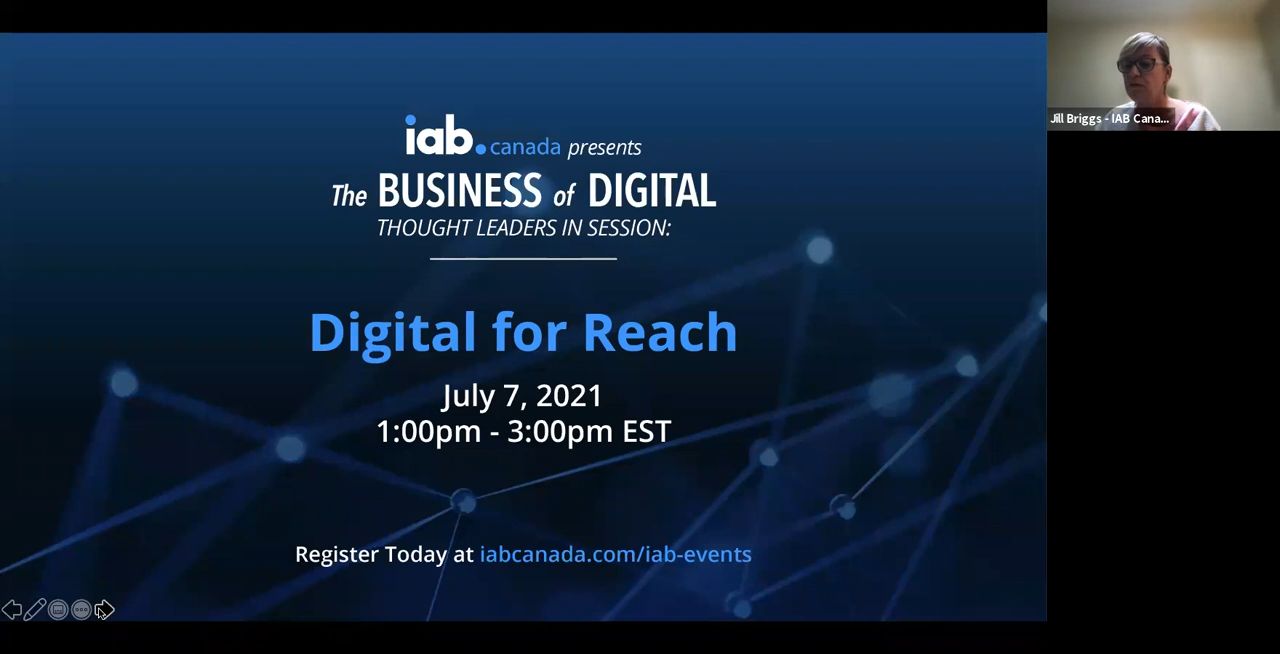 iab.canada presents
The BUSINESS of DIGITAL
THOUGHT LEADERS IN SESSION:
Digital for Reach
July 7, 2021
1:00pm - 3:00pm EST
Register Today at iabcanada.com/iab-events
Jill Briggs - IAB Cana...